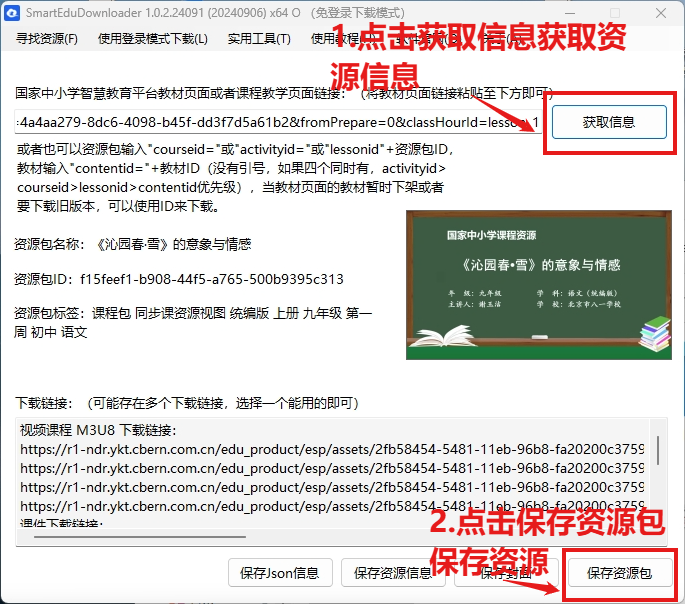 SmartEduDownloader 1.0.2.24091 (20240906) x64 O （免登录下载模式）
寻找资源(F) 使用登录模式下载(L) 实用工具(T) 使用教程
1.点击获取信息获取资
源信息
国家中小学智慧教育平台教材页面或者课程教学页面链接：（将教材页面链接粘贴至下方即可）
:4a4aa279-8dc6-4098-b45f-dd3f7d5a61b2&fromPrepare=0&classHourId=lesson_1
获取信息
或者也可以资源包输入"courseid="或"activityid="或"lessonid"+资源包ID，
教材输入"contentid="+教材ID（没有引号，如果四个同时有，activityid>
courseid>lessonid>contentid优先级），当教材页面的教材暂时下架或者
要下载旧版本，可以使用ID来下载。
资源包名称：《沁园春·雪》的意象与情感
资源包ID：f15feef1-b908-44f5-a765-500b9395c313
资源包标签：课程包 同步课资源视图 统编版 上册 九年级 第一
周 初中 语文
国家中小学课程资源
《沁园春•雪》的意象与情感
年 级：九年级 学 科：语文（统编版）
主讲人：谢玉洁 学 校：北京市八一学校
下载链接：（可能存在多个下载链接，选择一个能用的即可）
视频课程 M3U8 下载链接：
https://r1-ndr.ykt.cbern.com.cn/edu_product/esp/assets/2fb58454-5481-11eb-96b8-fa20200c3759
https://r1-ndr.ykt.cbern.com.cn/edu_product/esp/assets/2fb58454-5481-11eb-96b8-fa20200c3759
https://r1-ndr.ykt.cbern.com.cn/edu_product/esp/assets/2fb58454-5481-11eb-96b8-fa20200c3759
https://r1-ndr.ykt.cbern.com.cn/edu_product/esp/assets/2fb58454-5481-11eb-96b8-fa20200c3759
课件下载链接：
2.点击保存资源包
保存资源
保存Json信息 保存资源信息 保存封面 保存资源包